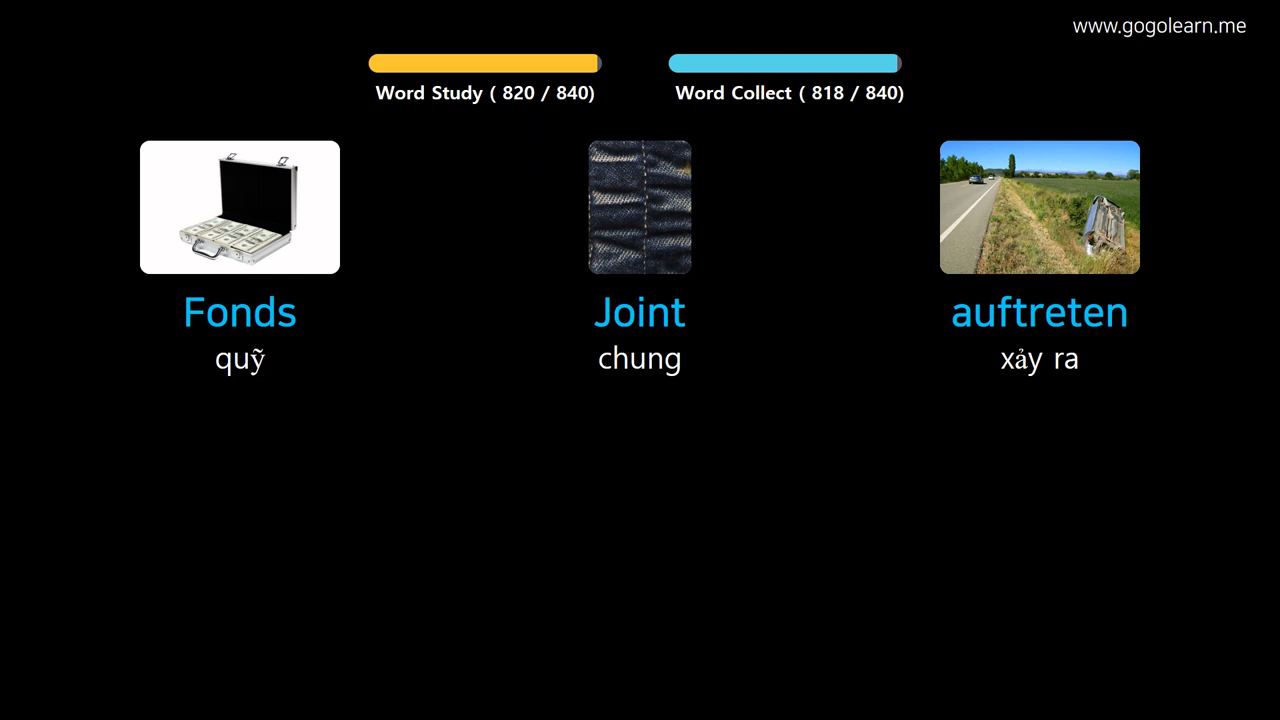 www.gogolearn.me
Word Study ( 820 / 840)
Word Collect ( 818 / 840)
Fonds
Joint
auftreten
quỹ
chung
xảy ra